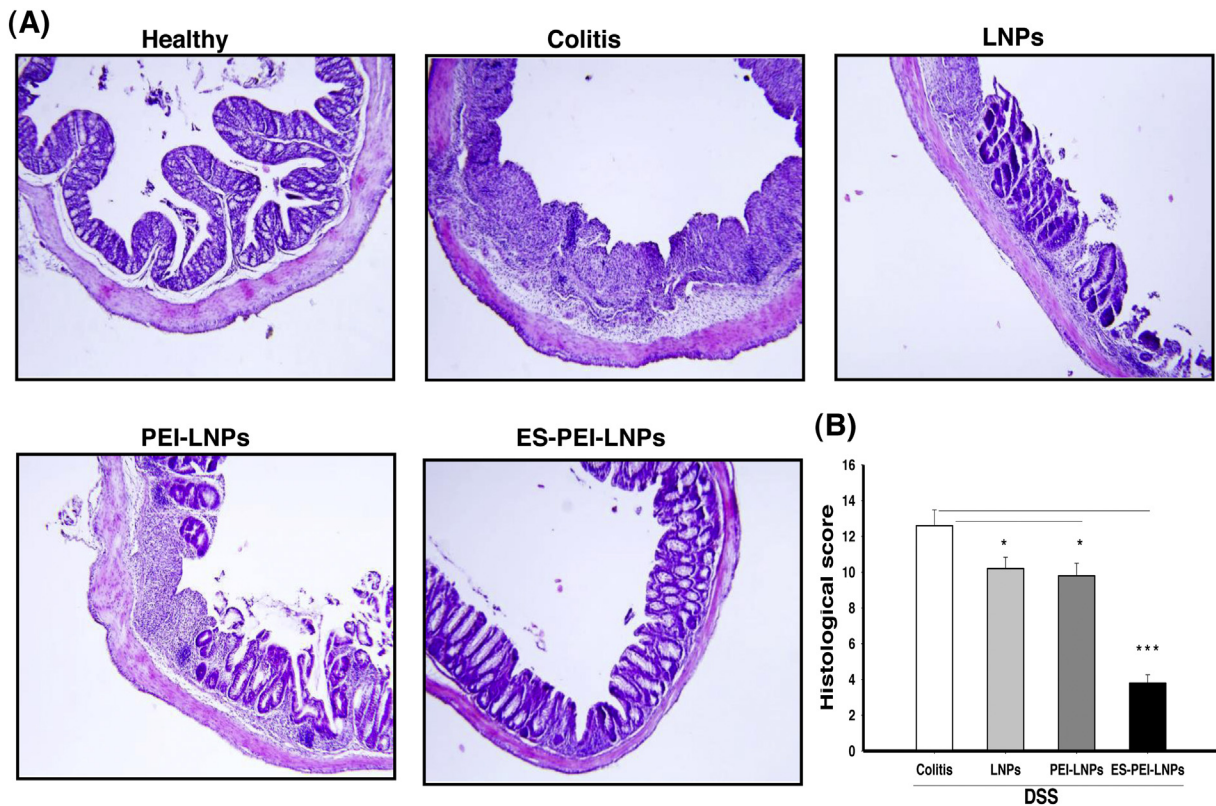 (A)
Healthy
Colitis
LNPs
PEI-LNPs
ES-PEI-LNPs
(B)
Histological score
16
14
12
10
8
6
4
2
0
*
*
***
Colitis
LNPs
PEI-LNPs
ES-PEI-LNPs
DSS